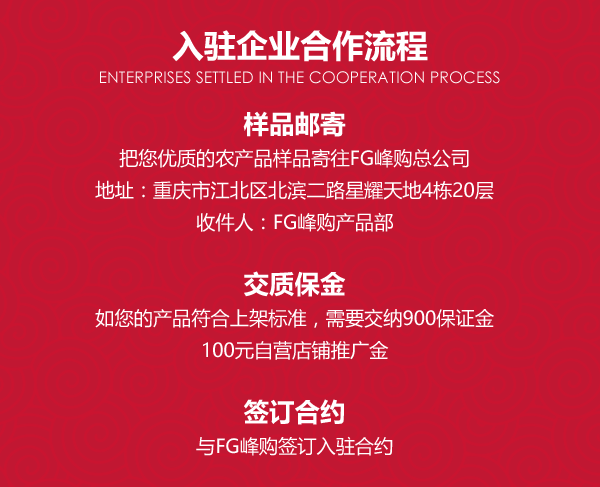 入驻企业合作流程
ENTERPRISES SETTLED IN THE COOPERATION PROCESS
样品邮寄
把您优质的农产品样品寄往FG峰购总公司
地址：重庆市江北区北滨二路星耀天地4栋20层
收件人：FG峰购产品部
交质保金
如您的产品符合上架标准，需要交纳900保证金
100元自营店铺推广金
签订合约
与FG峰购签订入驻合约